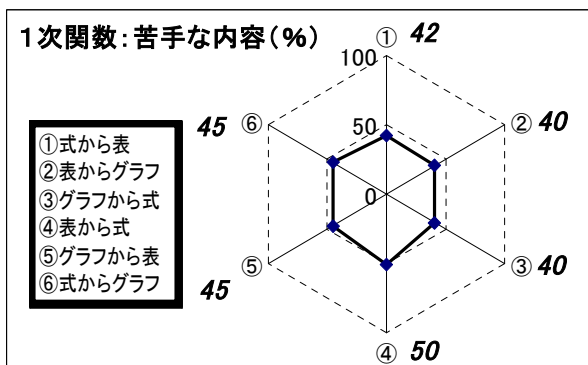 1次関数:苦手な内容(%)
① 42
100
45 ⑥
50
② 40
①式から表
②表からグラフ
③グラフから式
④表から式
⑤グラフから表
⑥式からグラフ
0
⑤
45
③ 40
④ 50